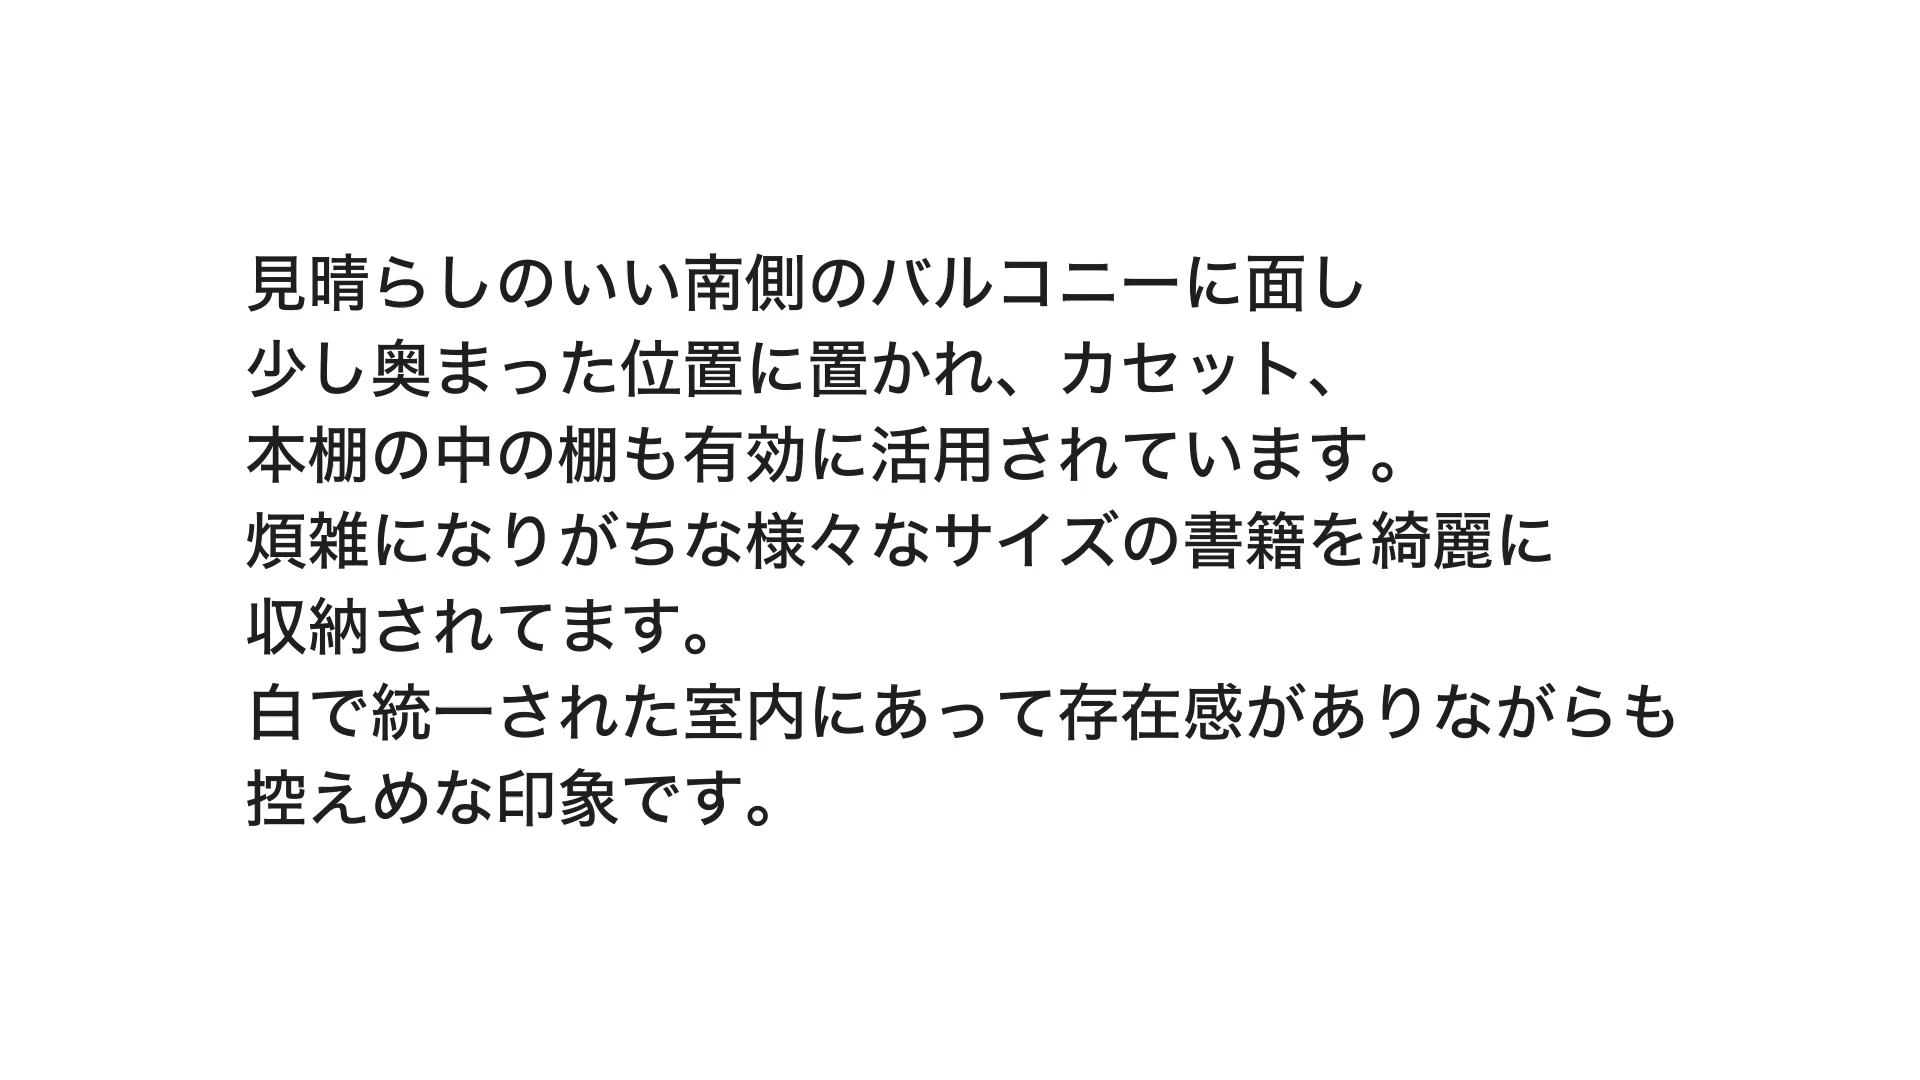 見晴らしのいい南側のバルコニーに面し
少し奥まった位置に置かれ、カセット、
本棚の中の棚も有効に活用されています。
煩雑になりがちな様々なサイズの書籍を綺麗に
収納されてます。
白で統一された室内にあって存在感がありながらも
控えめな印象です。